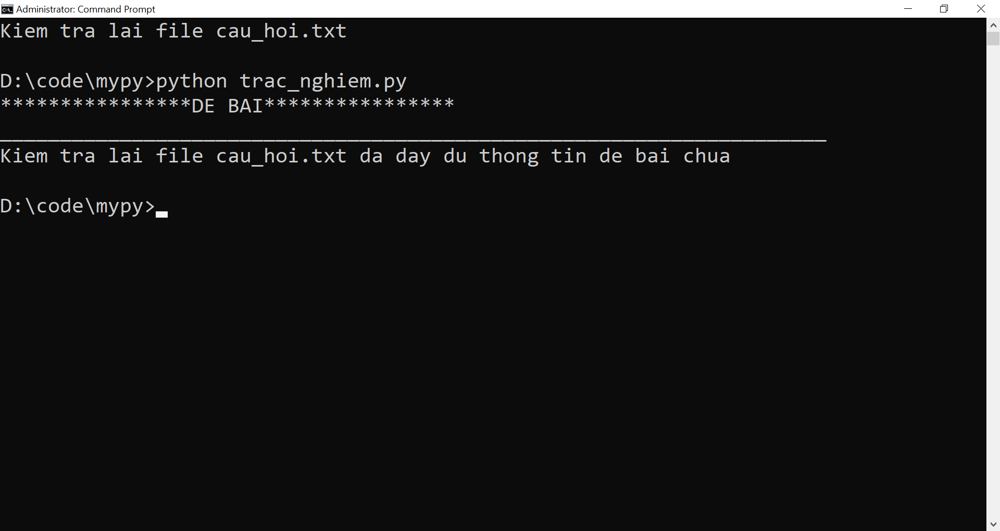 Administrator: Command Prompt
Kiem tra lai file cau_hoi.txt
D:\code\mypy>python trac_nghiem.py
****************DE BAI****************
_____________________________________________________________________
Kiem tra lai file cau_hoi.txt da day du thong tin de bai chua
D:\code\mypy>